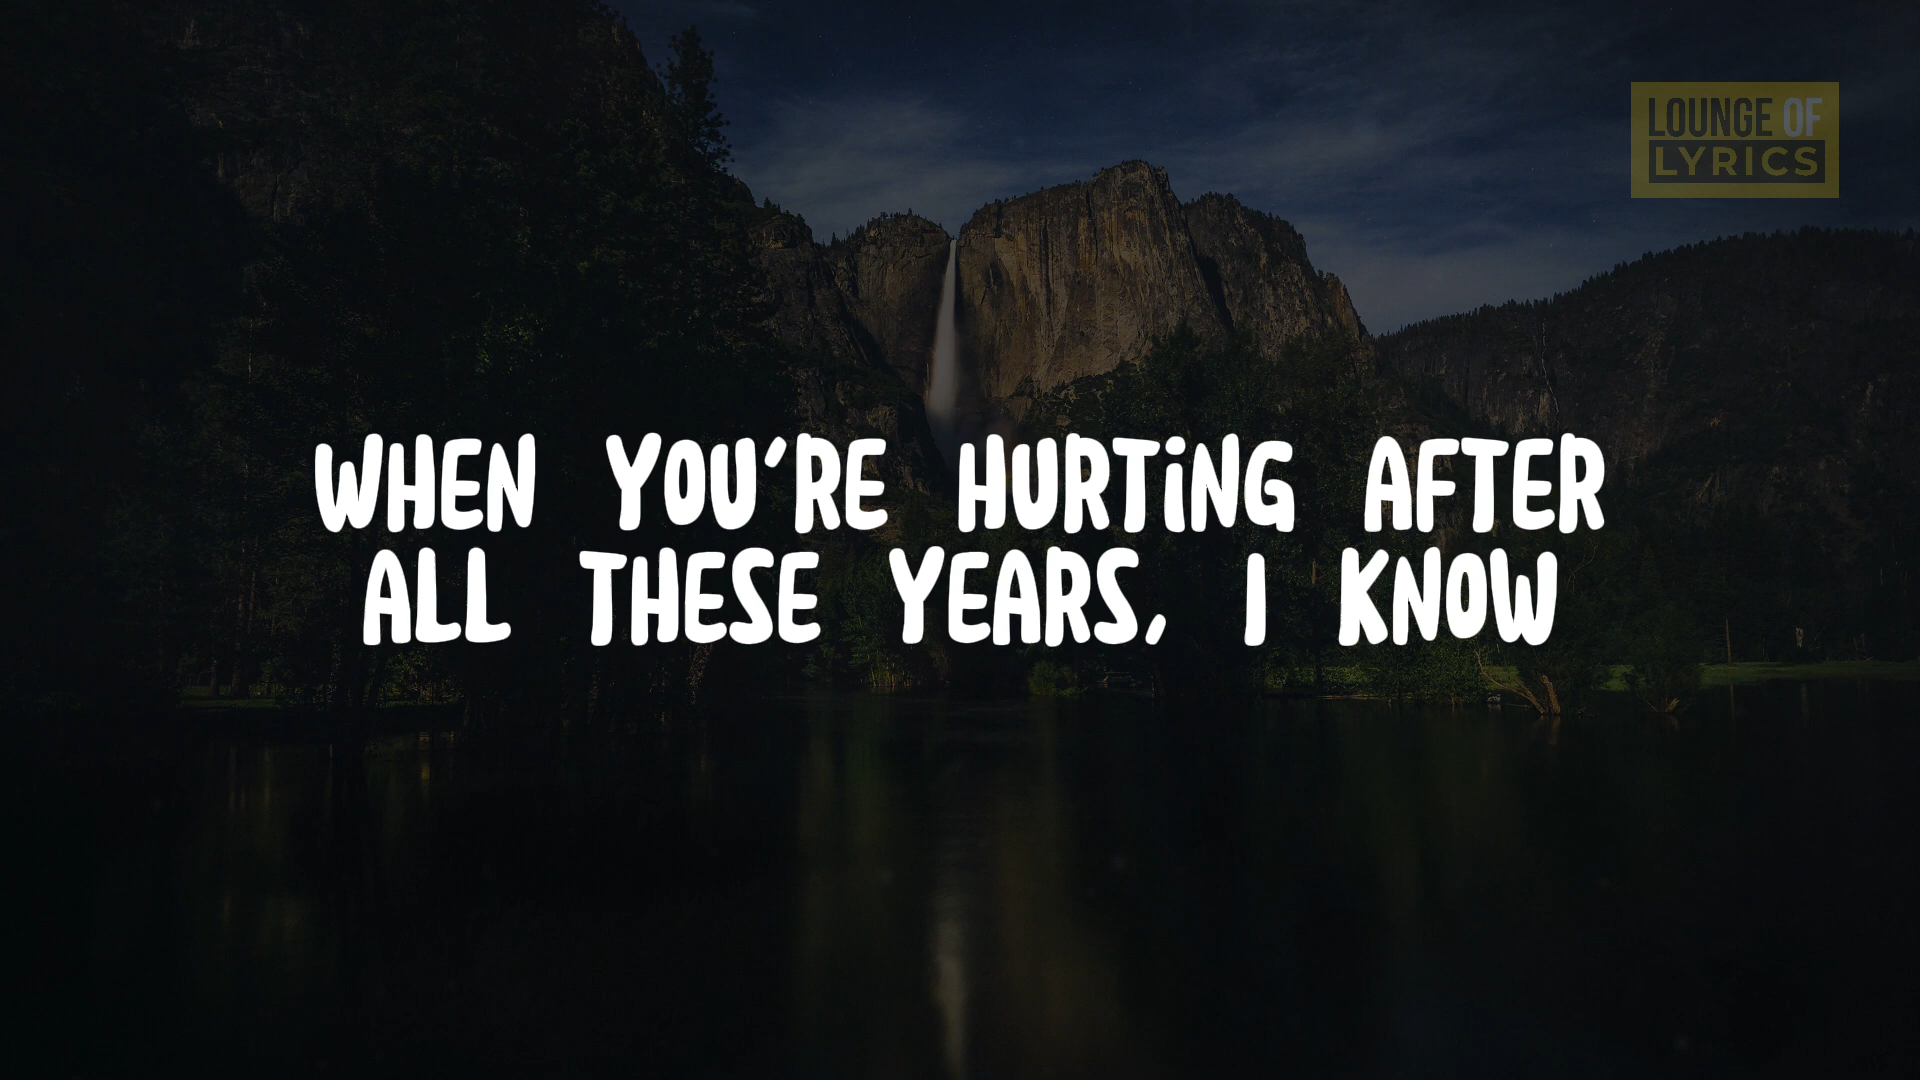 LOUNGE OF
LYRICS
WHEN YOU'RE HURTING AFTER
ALL THESE YEARS, I KNOW